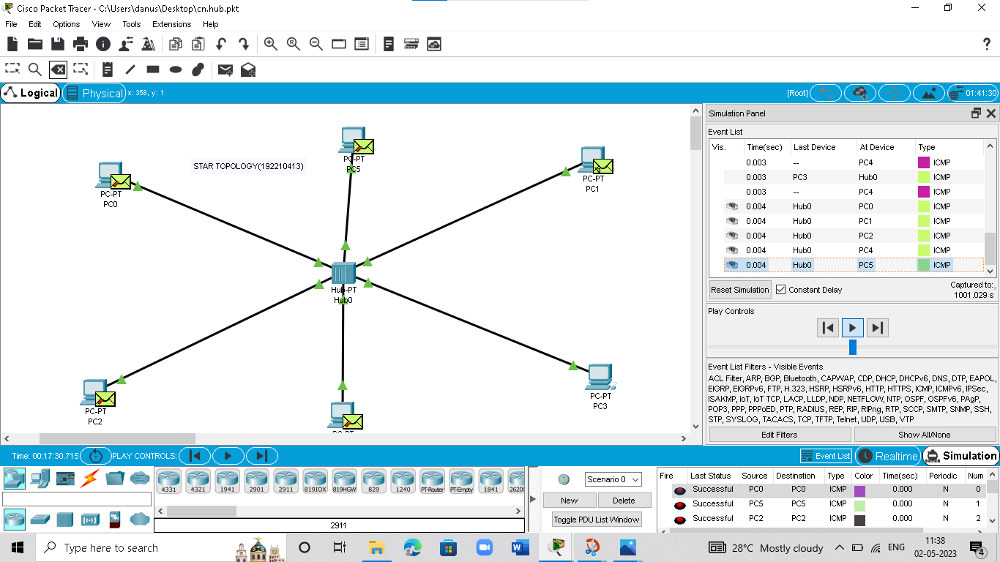 Cisco Packet Tracer - C:\Users\danus\Desktop\cn.hub.pkt
File Edit Options View Tools Extensions Help
Logical Physical x: 358, y: 1 [Root] 01:41:30
STAR TOPOLOGY(192210413)
PC-PT
PC5
PC-PT
PC1
PC-PT
PC0
Hub-PT
Hub0
PC-PT
PC3
PC-PT
PC2
Simulation Panel
Event List
Vis. Time(sec) Last Device At Device Type
0.003 -- PC4 ICMP
0.003 PC3 Hub0 ICMP
0.003 -- PC4 ICMP
0.004 Hub0 PC0 ICMP
0.004 Hub0 PC1 ICMP
0.004 Hub0 PC2 ICMP
0.004 Hub0 PC4 ICMP
0.004 Hub0 PC5 ICMP
Reset Simulation Constant Delay Captured to:
1001.029 s
Play Controls
Event List Filters - Visible Events
ACL Filter, ARP, BGP, Bluetooth, CAPWAP, CDP, DHCP, DHCPv6, DNS, DTP, EAPOL,
EIGRP, EIGRPv6, FTP, H.323, HSRP, HSRPv6, HTTP, HTTPS, ICMP, ICMPv6, IPSec,
ISAKMP, IoT, IoT TCP, LACP, LLDP, NDP, NETFLOW, NTP, OSPF, OSPFv6, PAgP,
POP3, PPP, PPPoED, PTP, RADIUS, REP, RIP, RIPng, RTP, SCCP, SMTP, SNMP, SSH,
STP, SYSLOG, TACACS, TCP, TFTP, Telnet, UDP, USB, VTP
Edit Filters Show All/None
Time: 00:17:30.715 PLAY CONTROLS: Event List Realtime Simulation
4331 4321 1941 2901 2911 819IOX 819HGW 829 1240 PT-Router PT-Empty 1841 2620X
2911
Scenario 0
New Delete
Toggle PDU List Window
Fire Last Status Source Destination Type Color Time(sec) Periodic Num
Successful PC0 PC0 ICMP 0.000 N 0
Successful PC5 PC5 ICMP 0.000 N 1
Successful PC2 PC2 ICMP 0.000 N 2
Type here to search
28°C Mostly cloudy ENG
11:38
02-05-2023
4